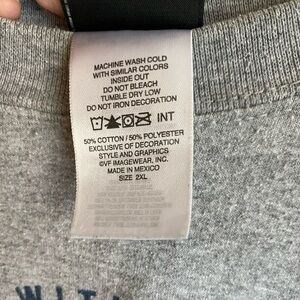 MACHINE WASH COLD
WITH SIMILAR COLORS
INSIDE OUT
DO NOT BLEACH
TUMBLE DRY LOW
DO NOT IRON DECORATION
INT
50% COTTON / 50% POLYESTER
EXCLUSIVE OF DECORATION
STYLE AND GRAPHICS
©VF IMAGEWEAR, INC.
MADE IN MEXICO
SIZE 2XL